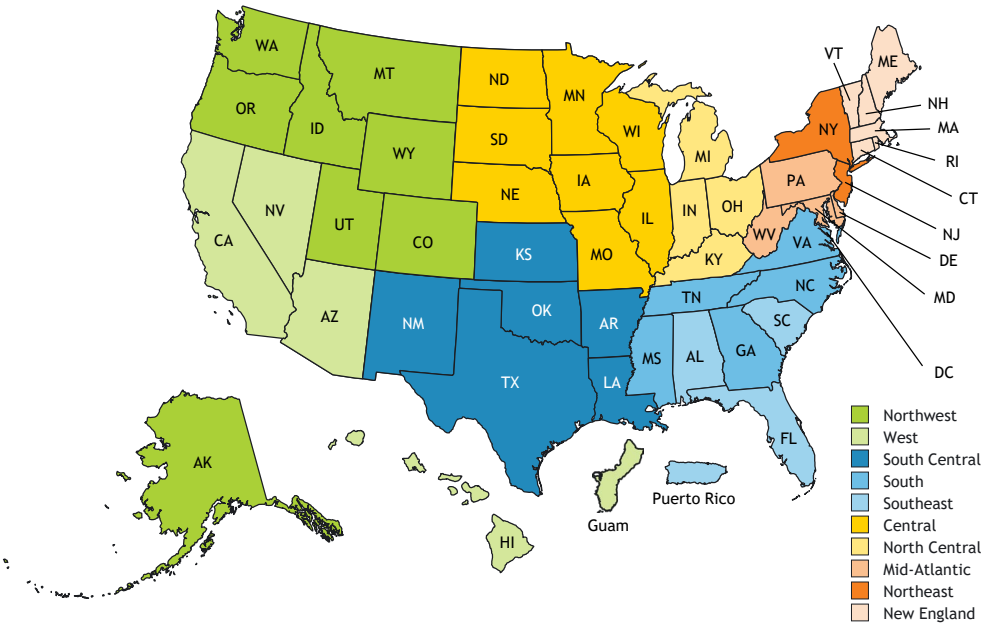 WA
MT
ND
MN
VT
ME
OR
ID
SD
WI
MI
NY
NH
MA
WY
NE
IA
PA
RI
NV
UT
CO
IL
IN
OH
WV
CT
CA
KS
MO
KY
VA
NJ
AZ
NM
OK
AR
TN
NC
DE
SC
MD
TX
LA
MS
AL
GA
DC
FL
AK
HI
Guam
Puerto Rico
Northwest
West
South Central
South
Southeast
Central
North Central
Mid-Atlantic
Northeast
New England